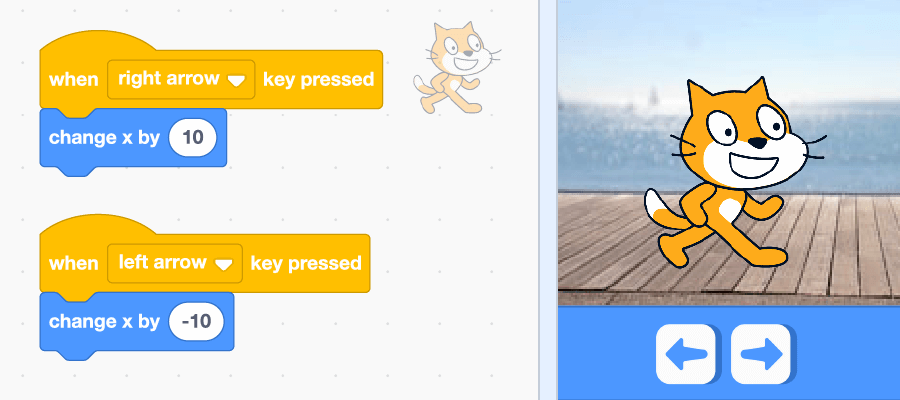 when right arrow key pressed
change x by 10
when left arrow key pressed
change x by -10